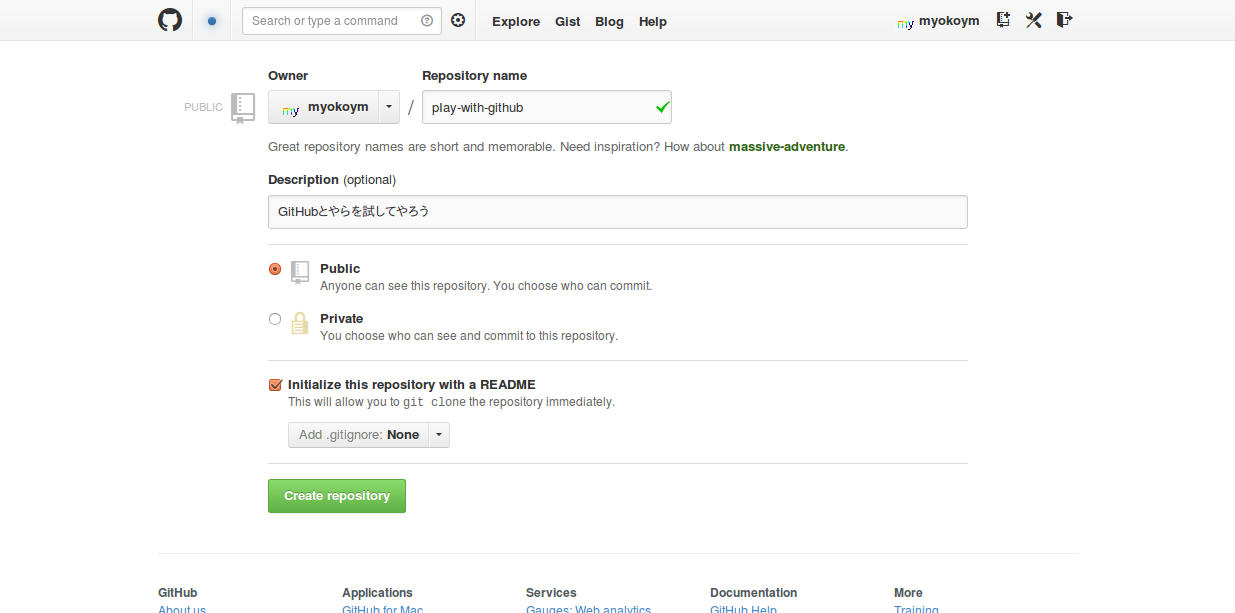 Search or type a command
Explore Gist Blog Help
my myokoym
Owner
Repository name
PUBLIC
my myokoym / play-with-github
Great repository names are short and memorable. Need inspiration? How about massive-adventure.
Description (optional)
GitHubとやらを試してやろう
Public
Anyone can see this repository. You choose who can commit.
Private
You choose who can see and commit to this repository.
Initialize this repository with a README
This will allow you to git clone the repository immediately.
Add .gitignore: None
Create repository
GitHub Applications Services Documentation More
About us GitHub for Mac Gauges: Web analytics GitHub Help Training